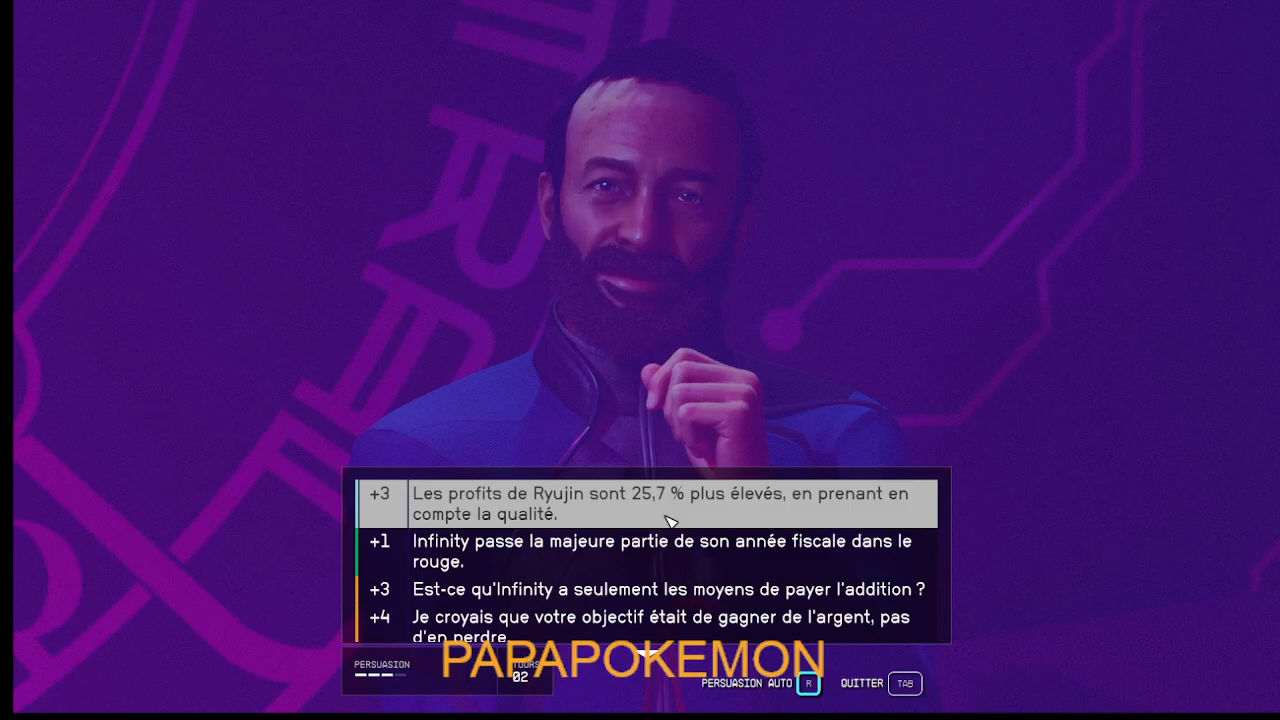 +3 Les profits de Ryujin sont 25,7 % plus élevés, en prenant en
compte la qualité.
+1 Infinity passe la majeure partie de son année fiscale dans le
rouge.
+3 Est-ce qu'Infinity a seulement les moyens de payer l'addition ?
+4 Je croyais que votre objectif était de gagner de l'argent, pas
d'en perdre.
PAPAPOKEMON
PERSUASION
TOURS
02
PERSUASION AUTO R QUITTER TAB